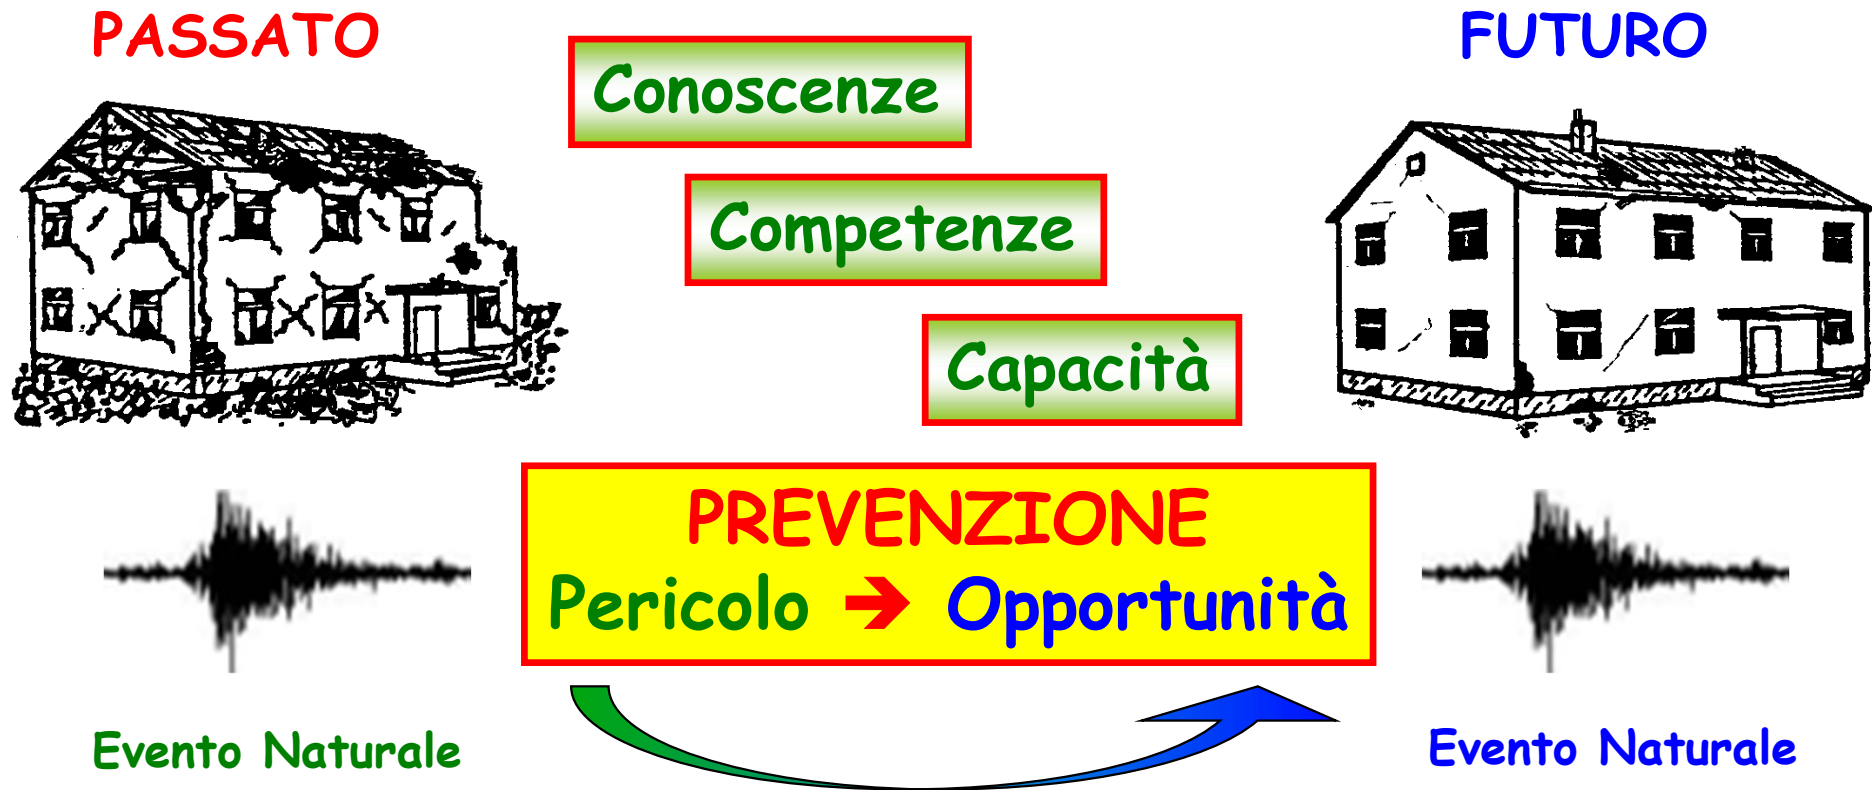 PASSATO
FUTURO
Conoscenze
Competenze
Capacità
PREVENZIONE
Pericolo → Opportunità
Evento Naturale
Evento Naturale